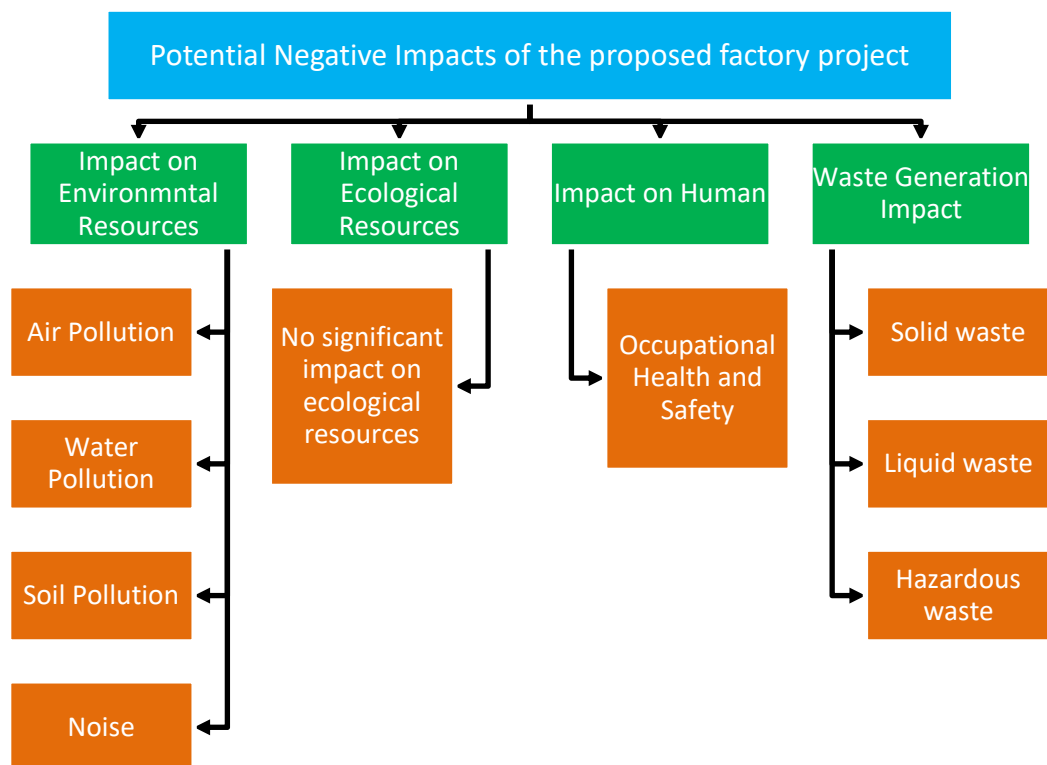 Potential Negative Impacts of the proposed factory project
Impact on
Environmntal
Resources
Impact on
Ecological
Resources
Impact on Human
Waste Generation
Impact
Air Pollution
Water
Pollution
Soil Pollution
Noise
No significant
impact on
ecological
resources
Occupational
Health and
Safety
Solid waste
Liquid waste
Hazardous
waste